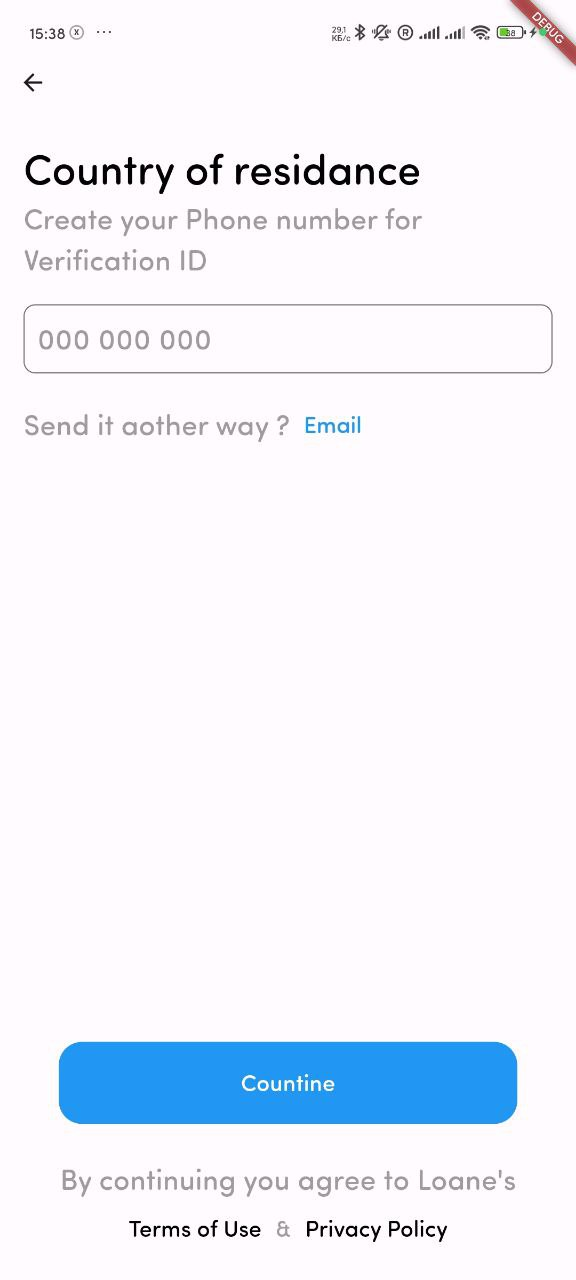 15:38 ...
29,1
КБ/с
R
38
DEBUG
Country of residance
Create your Phone number for
Verification ID
000 000 000
Send it aother way ? Email
Countine
By continuing you agree to Loane's
Terms of Use & Privacy Policy